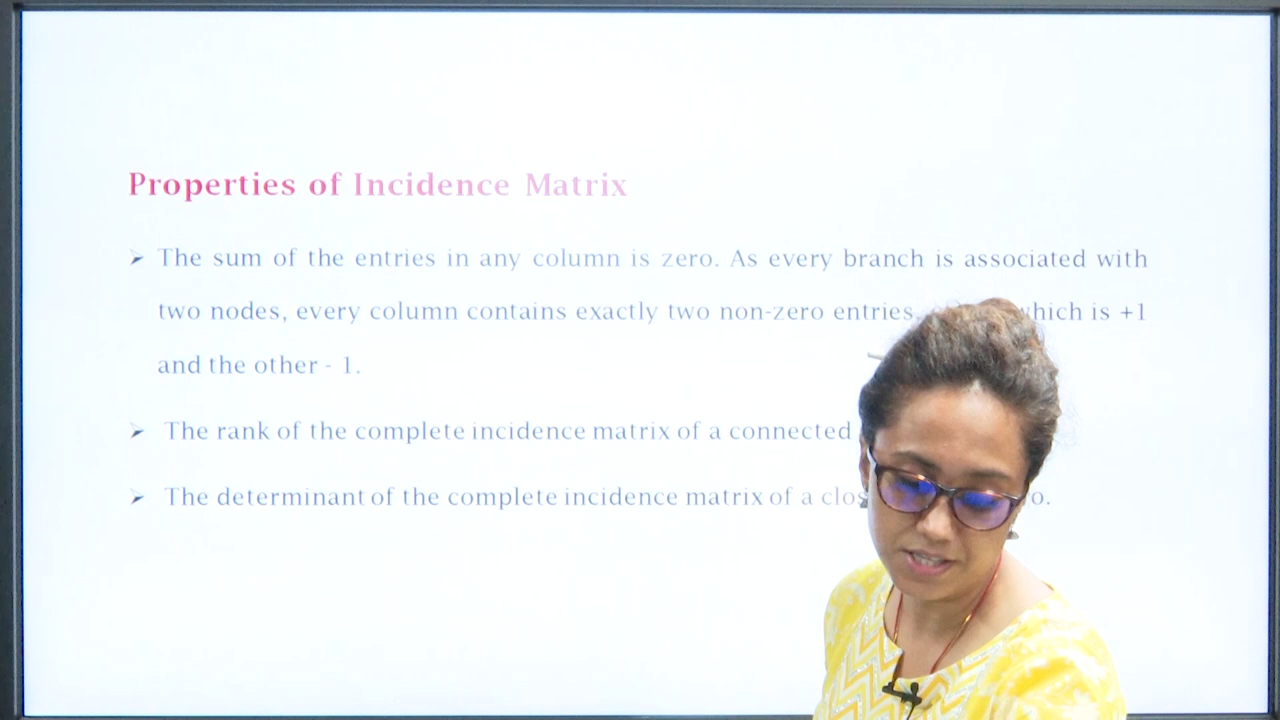 Properties of Incidence Matrix
➢ The sum of the entries in any column is zero. As every branch is associated with
two nodes, every column contains exactly two non-zero entries, which is +1
and the other - 1.
➢ The rank of the complete incidence matrix of a connected
➢ The determinant of the complete incidence matrix of a